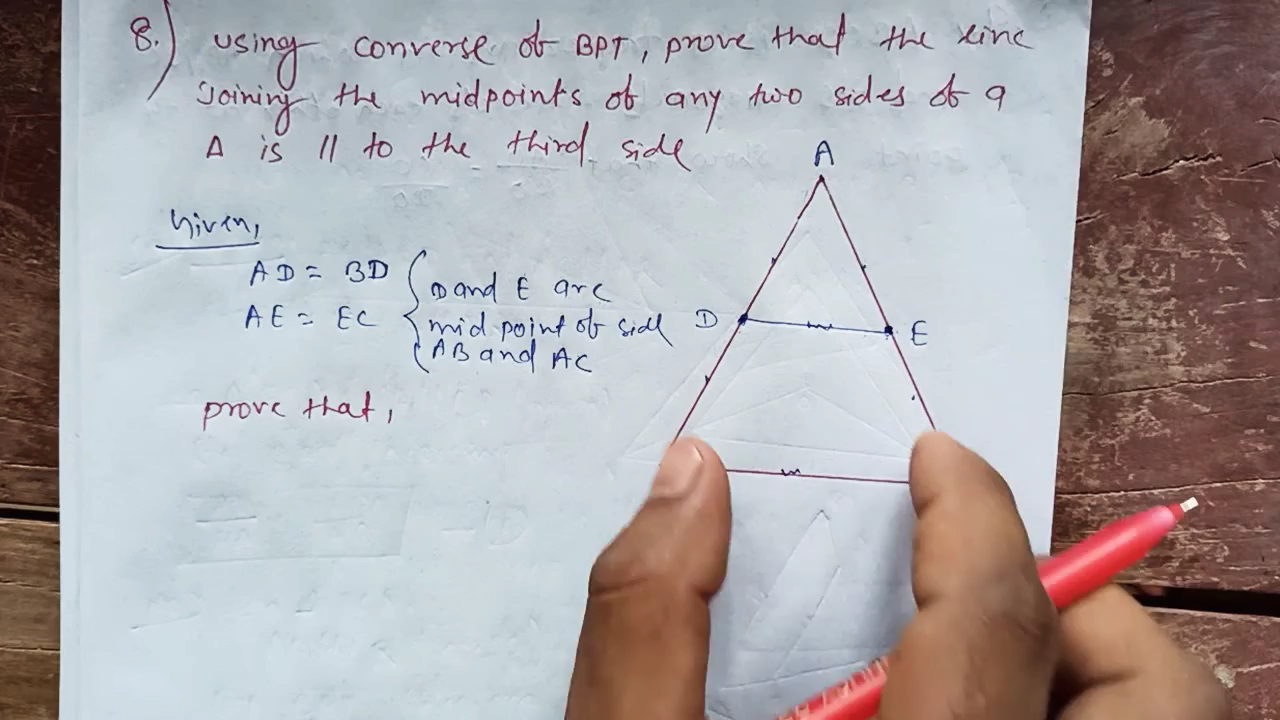 8.) using converse of BPT, prove that the line
Joining the midpoints of any two sides of a
Δ is || to the third side
Given,
AD = BD
AE = EC
D and E are
mid point of side
AB and AC
prove that,
A
D
E